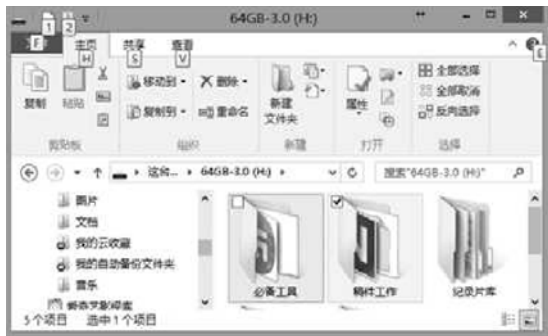 1 2 64GB-3.0 (H:)
F 主页 共享 查看
H S V E
复制 粘贴 移动到 删除 新建文件夹 属性 全部选择
复制到 重命名 全部取消
反向选择
剪贴板 组织 新建 打开 选择
这台... 64GB-3.0 (H:) 搜索"64GB-3.0 (H:)"
图片
文档
我的云收藏
我的自动备份文件夹
音乐
必备工具 稿件工作 纪录片库
5个项目 选中1个项目